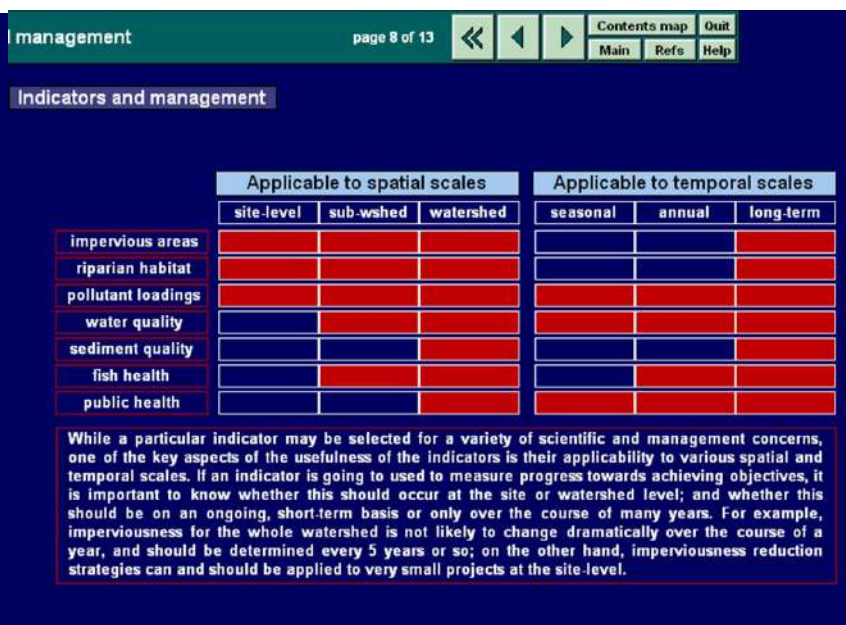 l management
page 8 of 13
Contents map
Quit
Main
Refs
Help
Indicators and management
Applicable to spatial scales
Applicable to temporal scales
site-level sub-wshed watershed seasonal annual long-term
impervious areas
riparian habitat
pollutant loadings
water quality
sediment quality
fish health
public health
While a particular indicator may be selected for a variety of scientific and management concerns,
one of the key aspects of the usefulness of the indicators is their applicability to various spatial and
temporal scales. If an indicator is going to used to measure progress towards achieving objectives, it
is important to know whether this should occur at the site or watershed level; and whether this
should be on an ongoing, short-term basis or only over the course of many years. For example,
imperviousness for the whole watershed is not likely to change dramatically over the course of a
year, and should be determined every 5 years or so; on the other hand, imperviousness reduction
strategies can and should be applied to very small projects at the site-level.